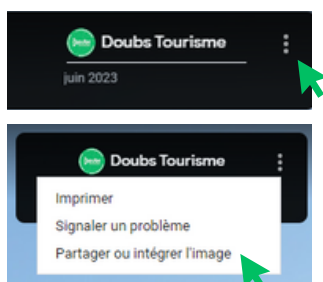 Doubs Tourisme
juin 2023
Doubs Tourisme
Imprimer
Signaler un problème
Partager ou intégrer l'image